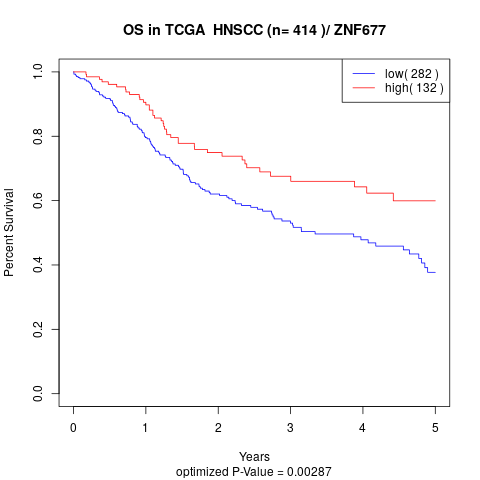 OS in TCGA HNSCC (n= 414 )/ ZNF677
low( 282 )
high( 132 )
Percent Survival
1.0
0.8
0.6
0.4
0.2
0.0
0 1 2 3 4 5
Years
optimized P-Value = 0.00287